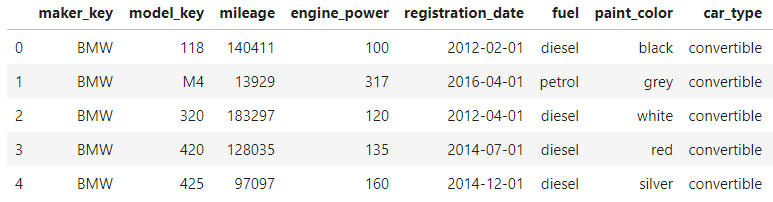 maker_key model_key mileage engine_power registration_date fuel paint_color car_type
0 BMW 118 140411 100 2012-02-01 diesel black convertible
1 BMW M4 13929 317 2016-04-01 petrol grey convertible
2 BMW 320 183297 120 2012-04-01 diesel white convertible
3 BMW 420 128035 135 2014-07-01 diesel red convertible
4 BMW 425 97097 160 2014-12-01 diesel silver convertible